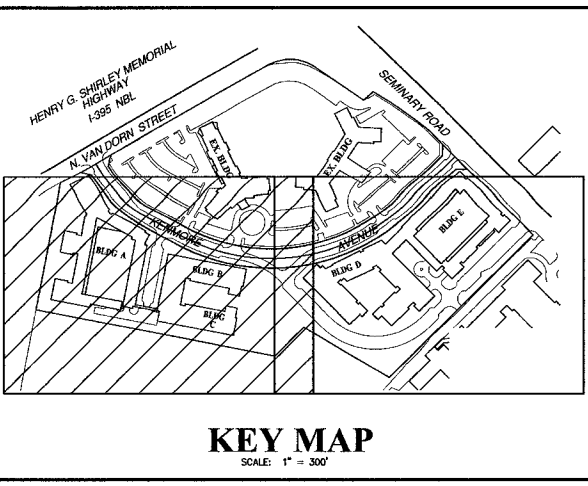 HENRY G. SHIRLEY MEMORIAL
HIGHWAY
I-395 NBL
N. VAN DORN STREET
SEMINARY ROAD
EX. BLDG
EX. BLDG
KENMORE
AVENUE
BLDG A
BLDG B
BLDG
C
BLDG D
BLDG E
KEY MAP
SCALE: 1" = 300'